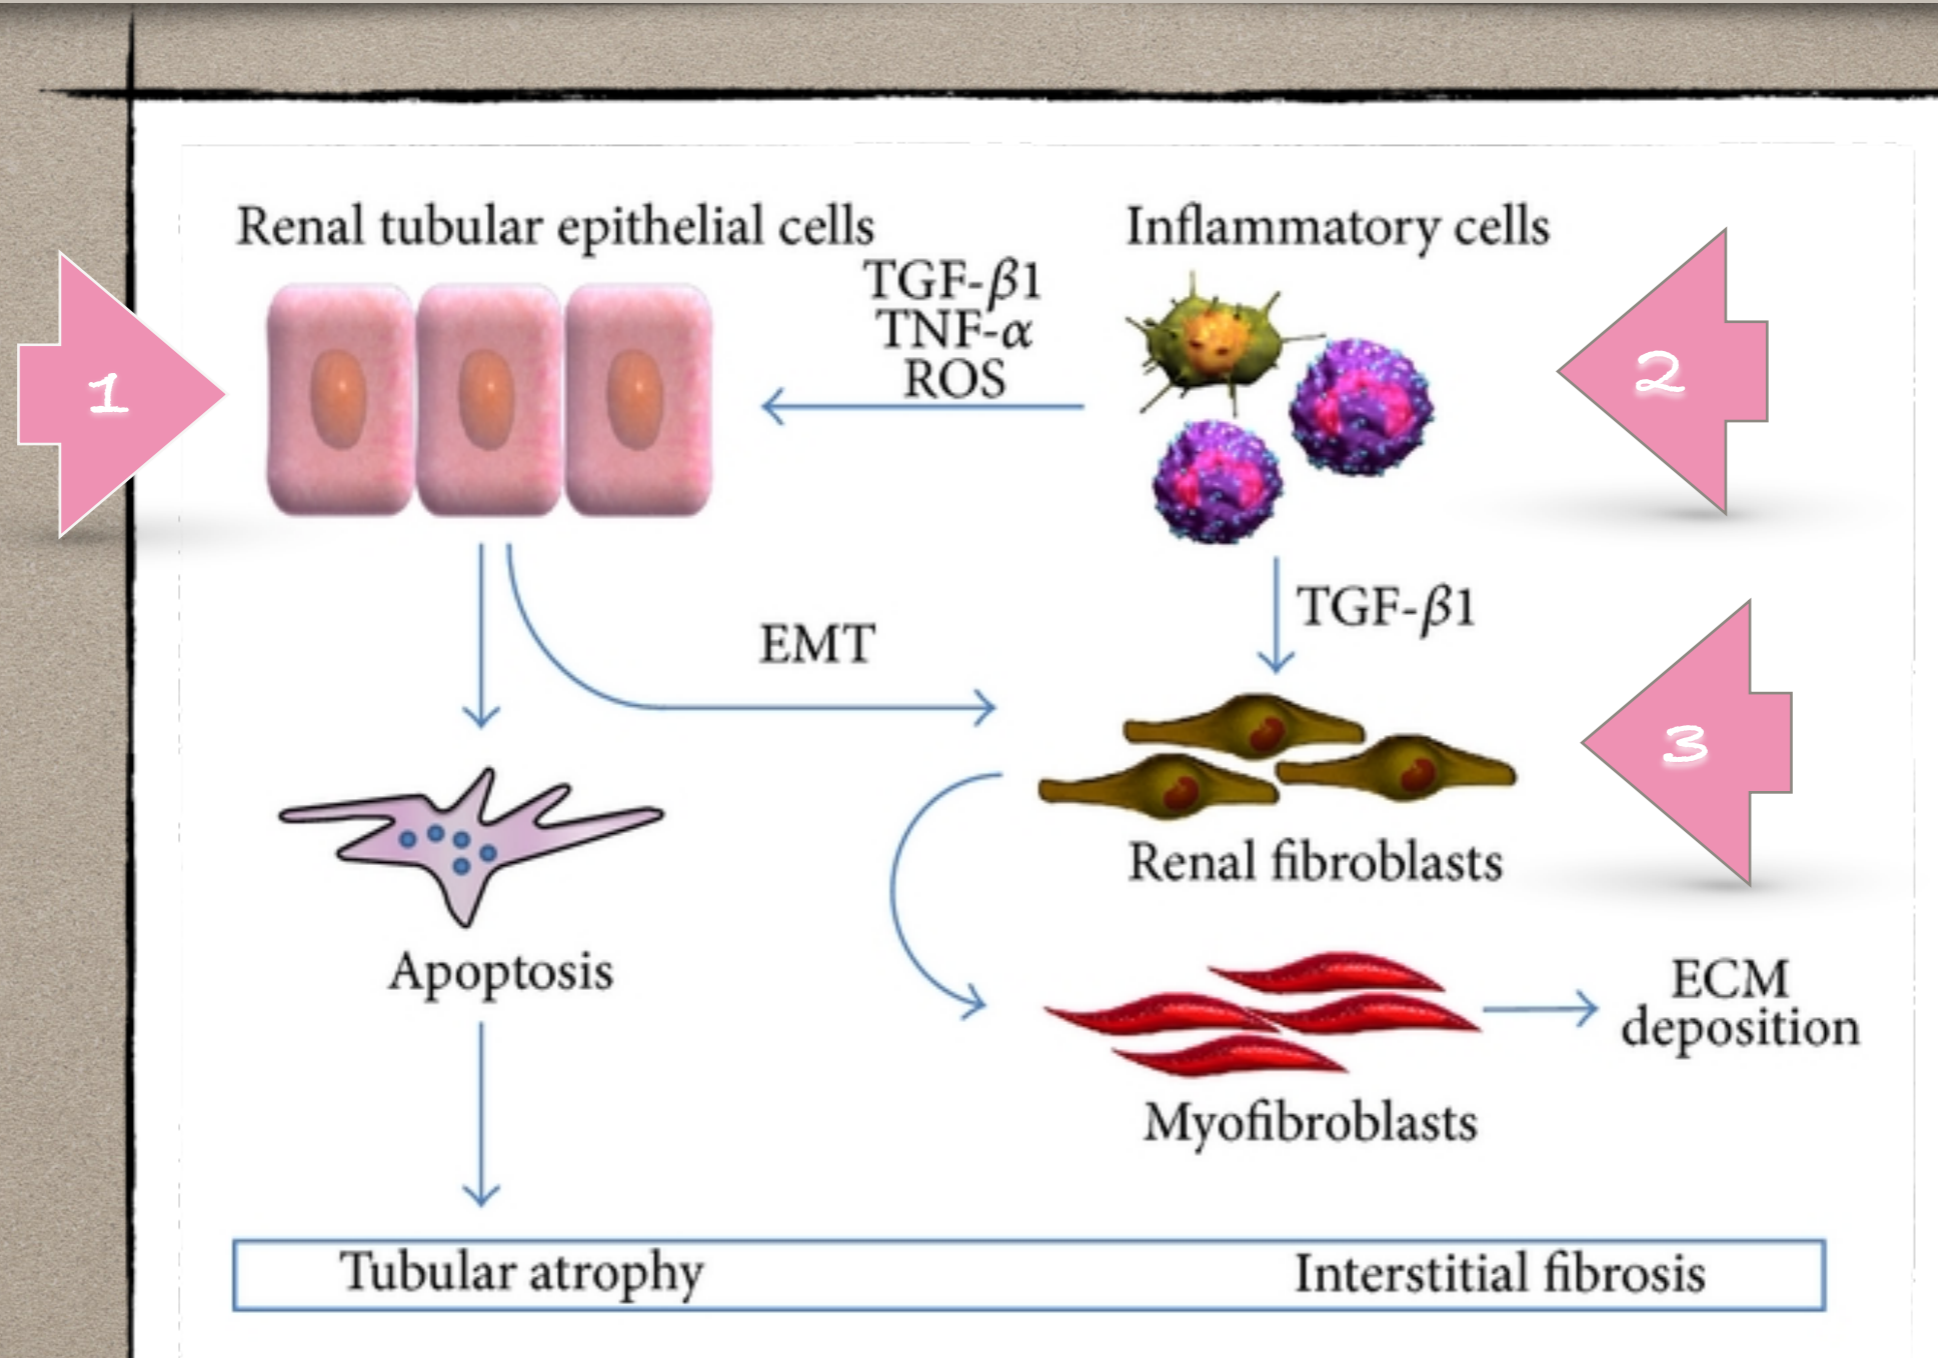 Renal tubular epithelial cells
Inflammatory cells
TGF-β1
TNF-α
ROS
1
2
TGF-β1
EMT
3
Renal fibroblasts
Apoptosis
ECM
deposition
Myofibroblasts
Tubular atrophy
Interstitial fibrosis